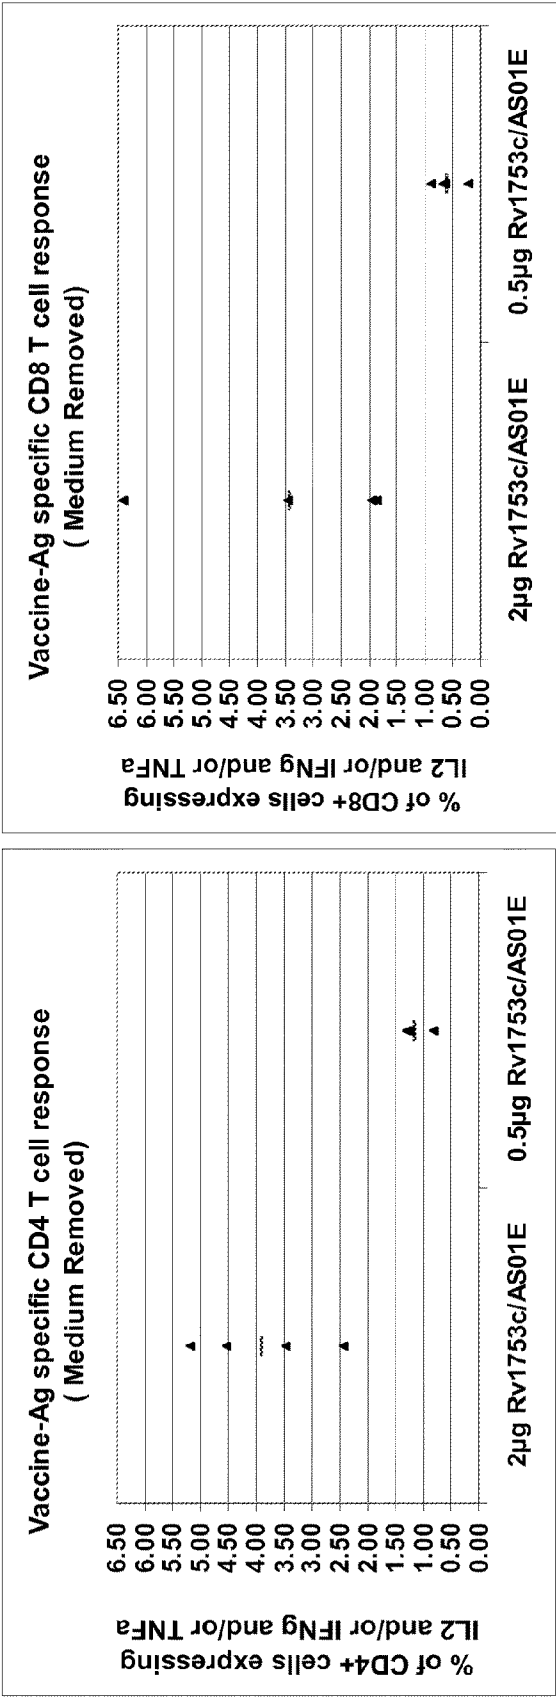 Vaccine-Ag specific CD4 T cell response
( Medium Removed)
% of CD4+ cells expressing
IL2 and/or IFNg and/or TNFa
6.50
6.00
5.50
5.00
4.50
4.00
3.50
3.00
2.50
2.00
1.50
1.00
0.50
0.00
2µg Rv1753c/AS01E
0.5µg Rv1753c/AS01E
Vaccine-Ag specific CD8 T cell response
( Medium Removed)
% of CD8+ cells expressing
IL2 and/or IFNg and/or TNFa
6.50
6.00
5.50
5.00
4.50
4.00
3.50
3.00
2.50
2.00
1.50
1.00
0.50
0.00
2µg Rv1753c/AS01E
0.5µg Rv1753c/AS01E